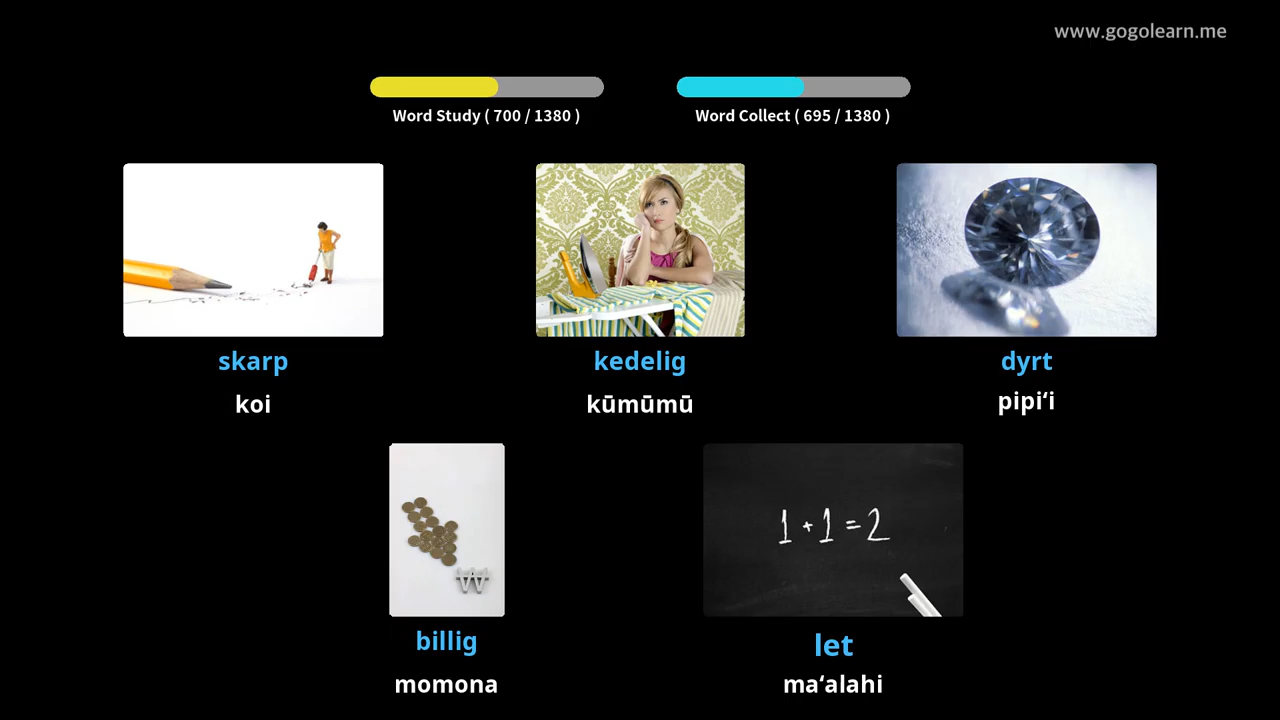 www.gogolearn.me
Word Study ( 700 / 1380 )
Word Collect ( 695 / 1380 )
skarp
koi
kedelig
kūmūmū
dyrt
pipiʻi
1 + 1 = 2
₩
billig
momona
let
maʻalahi